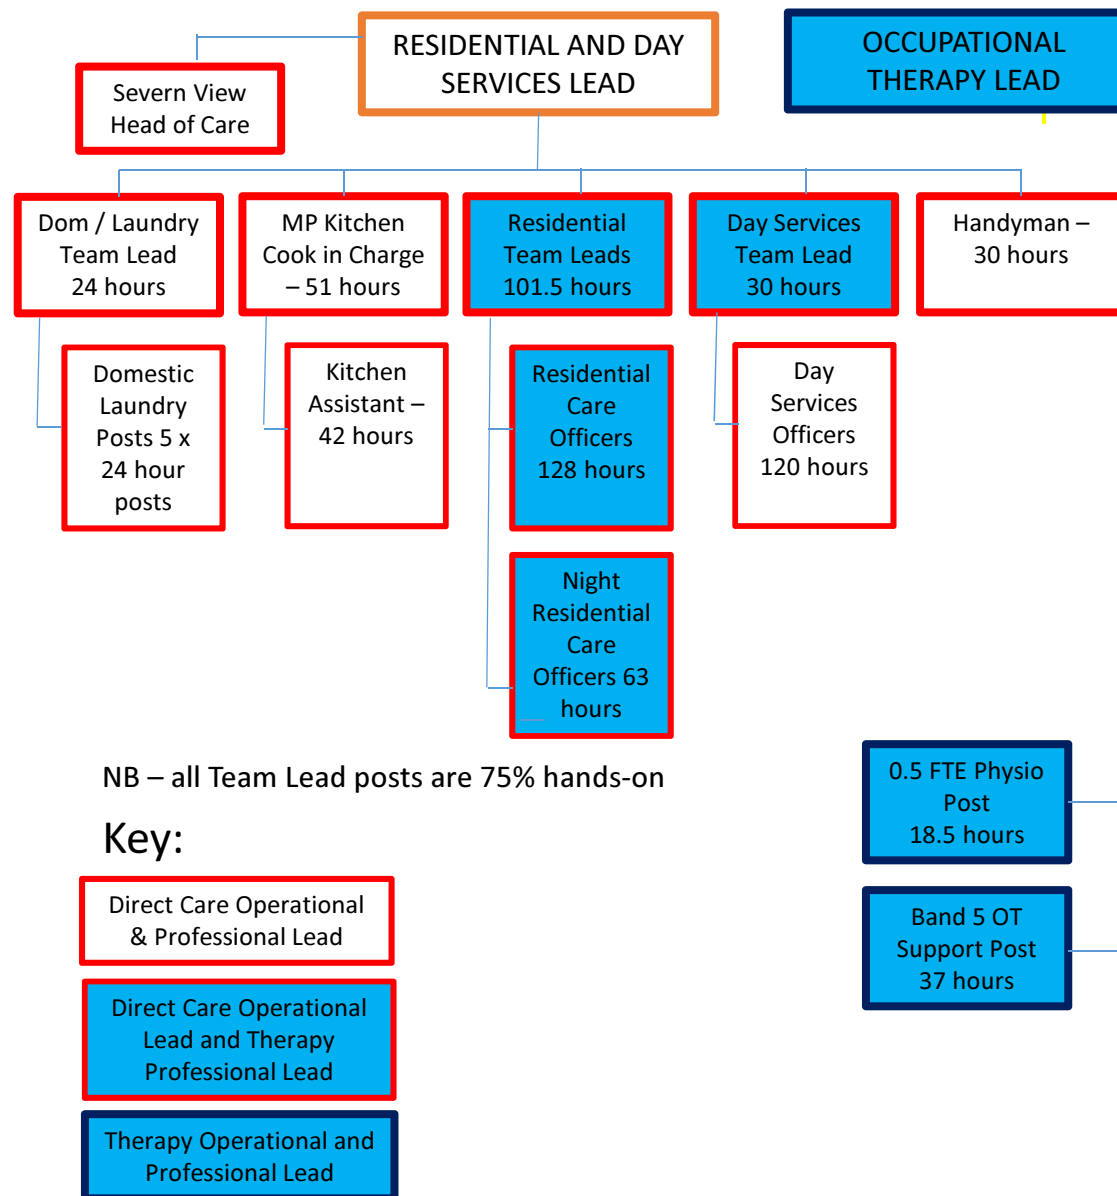 RESIDENTIAL AND DAY
SERVICES LEAD
OCCUPATIONAL
THERAPY LEAD
Severn View
Head of Care
Dom / Laundry
Team Lead
24 hours
MP Kitchen
Cook in Charge
– 51 hours
Residential
Team Leads
101.5 hours
Day Services
Team Lead
30 hours
Handyman –
30 hours
Domestic
Laundry
Posts 5 x
24 hour
posts
Kitchen
Assistant –
42 hours
Residential
Care
Officers
128 hours
Day
Services
Officers
120 hours
Night
Residential
Care
Officers 63
hours
NB – all Team Lead posts are 75% hands-on
0.5 FTE Physio
Post
18.5 hours
Key:
Direct Care Operational
& Professional Lead
Band 5 OT
Support Post
37 hours
Direct Care Operational
Lead and Therapy
Professional Lead
Therapy Operational and
Professional Lead